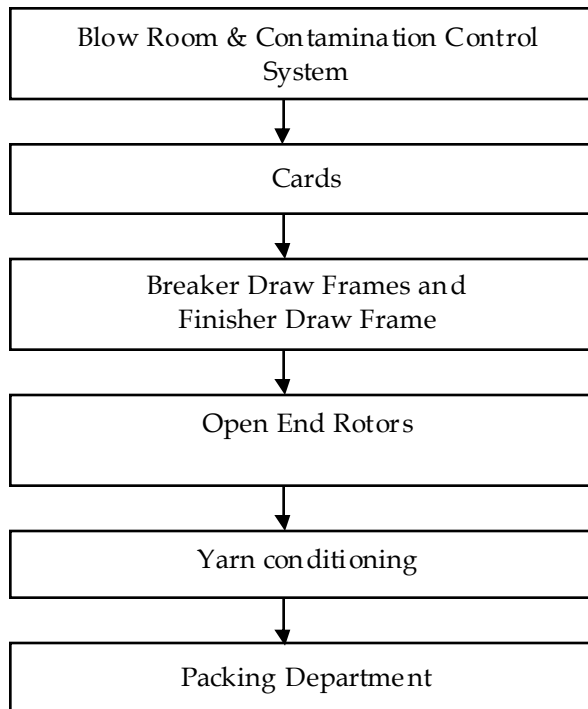 Blow Room & Contamination Control
System
Cards
Breaker Draw Frames and
Finisher Draw Frame
Open End Rotors
Yarn conditioning
Packing Department